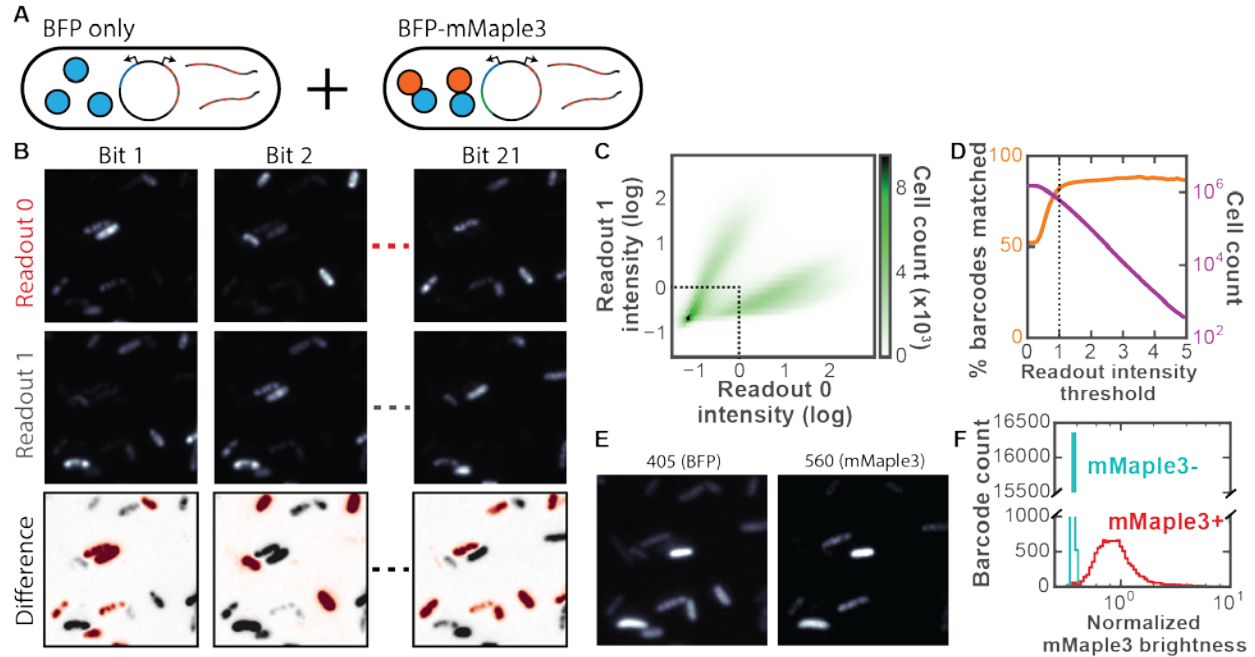 A
BFP only
BFP-mMaple3
+
B
Bit 1
Bit 2
Bit 21
Readout 0
Readout 1
Difference
C
Readout 1
intensity (log)
2
1
0
−1
-1
0
1
2
Readout 0
intensity (log)
8
4
0
Cell count (x10³)
D
% barcodes matched
100
50
0
0
1
2
3
4
5
Readout intensity
threshold
10⁶
10⁴
10²
Cell count
E
405 (BFP)
560 (mMaple3)
F
Barcode count
16500
16000
15500
1000
500
0
mMaple3-
mMaple3+
10⁰
10¹
Normalized
mMaple3 brightness